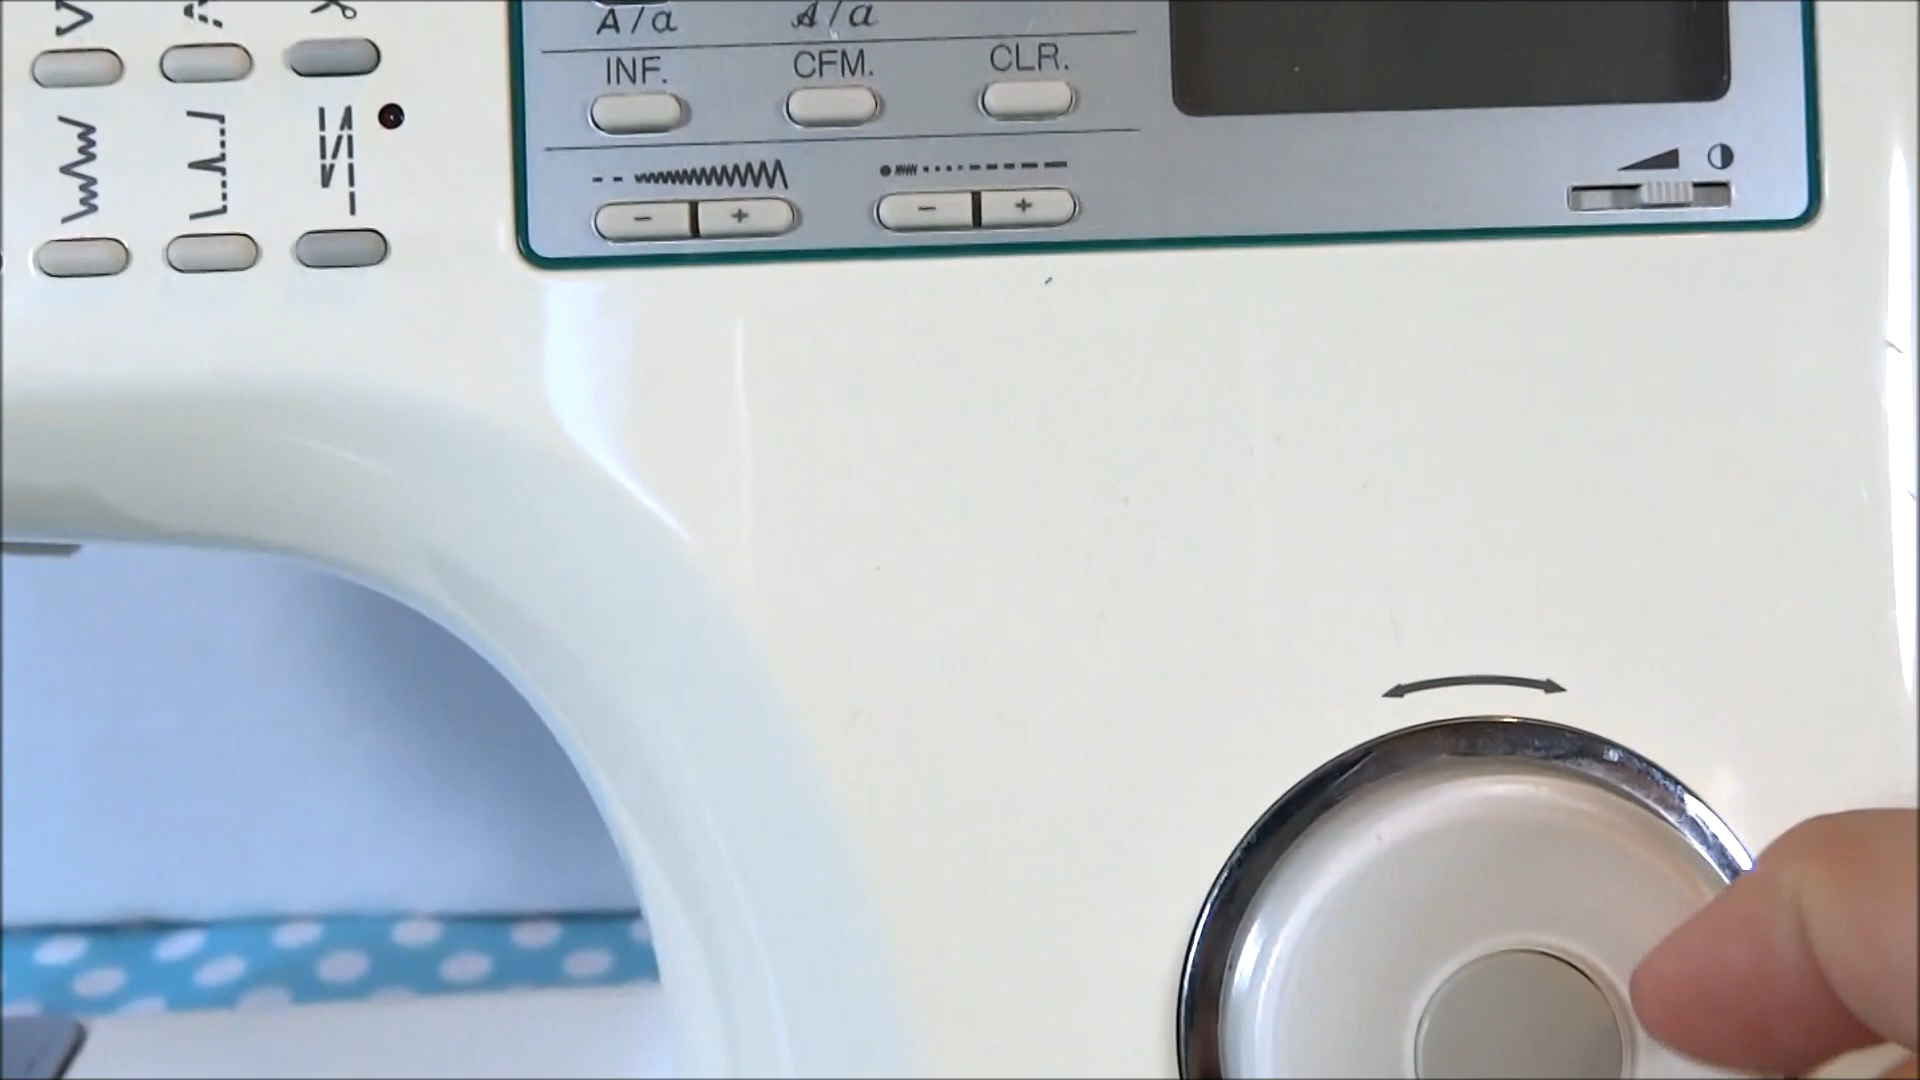 A/a A/a
INF. CFM. CLR.
- + - +